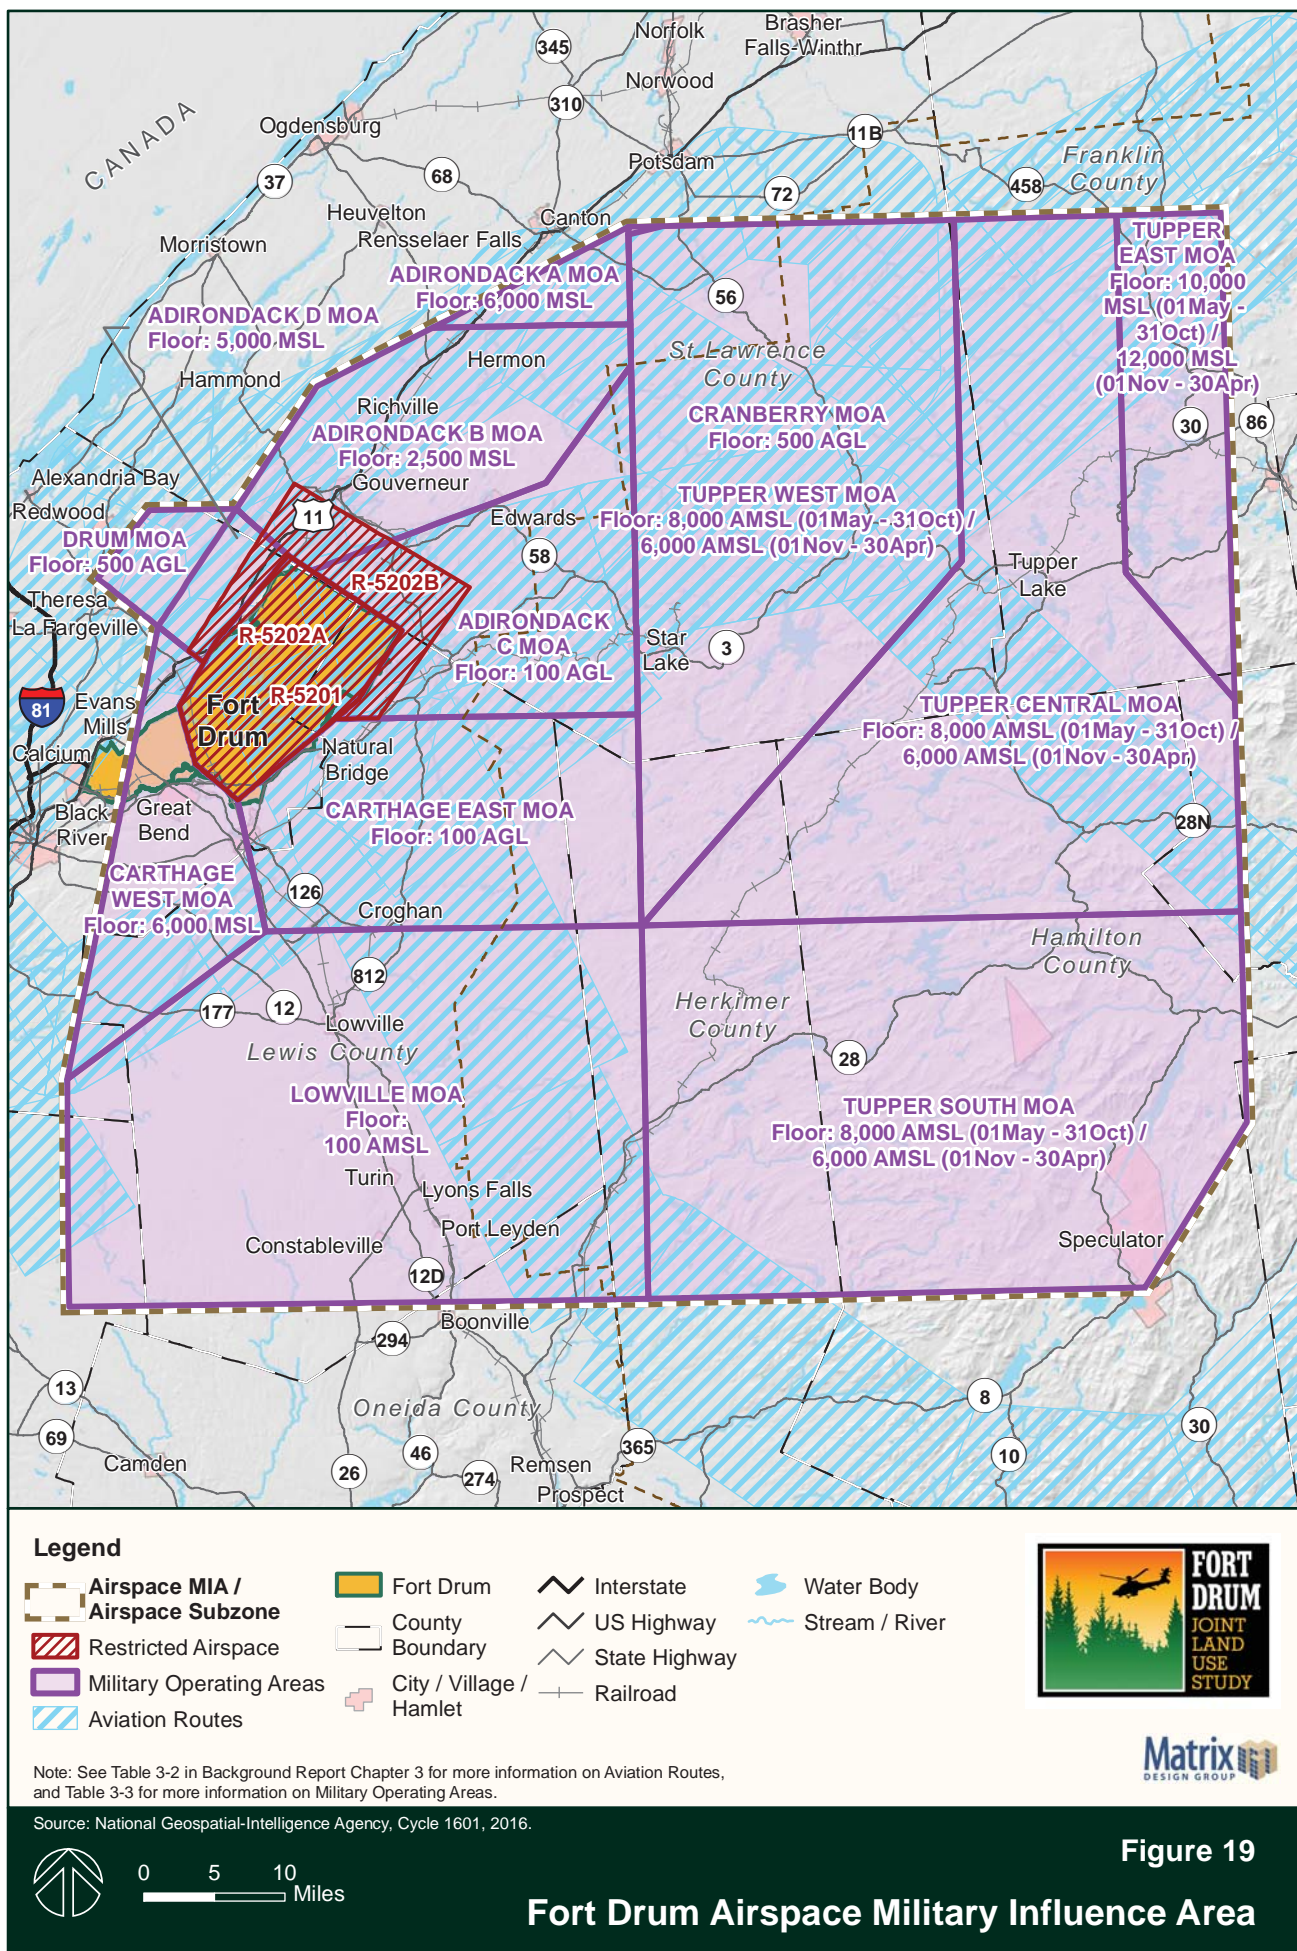 Norfolk
Brasher
Falls-Winthr
345
Norwood
310
CANADA
Ogdensburg
11B
Potsdam
Franklin
County
37
68
72
458
Heuvelton
Canton
Rensselaer Falls
Morristown
TUPPER
EAST MOA
Floor: 10,000
MSL (01May -
31Oct) /
12,000 MSL
(01Nov - 30Apr)
ADIRONDACK A MOA
Floor: 6,000 MSL
56
ADIRONDACK D MOA
Floor: 5,000 MSL
Hermon
St Lawrence
County
Hammond
Richville
CRANBERRY MOA
Floor: 500 AGL
30
86
ADIRONDACK B MOA
Floor: 2,500 MSL
Alexandria Bay
Gouverneur
TUPPER WEST MOA
Floor: 8,000 AMSL (01May - 31Oct) /
6,000 AMSL (01Nov - 30Apr)
Redwood
11
Edwards
DRUM MOA
Floor: 500 AGL
58
Tupper
Lake
R-5202B
Theresa
La Fargeville
R-5202A
ADIRONDACK
C MOA
Floor: 100 AGL
Star
Lake
3
R-5201
Fort
Drum
81
Evans
Mills
TUPPER CENTRAL MOA
Floor: 8,000 AMSL (01May - 31Oct) /
6,000 AMSL (01Nov - 30Apr)
Calcium
Natural
Bridge
Black
River
Great
Bend
CARTHAGE EAST MOA
Floor: 100 AGL
28N
CARTHAGE
WEST MOA
Floor: 6,000 MSL
126
Croghan
Hamilton
County
812
177
12
Herkimer
County
Lowville
Lewis County
28
LOWVILLE MOA
Floor:
100 AMSL
TUPPER SOUTH MOA
Floor: 8,000 AMSL (01May - 31Oct) /
6,000 AMSL (01Nov - 30Apr)
Turin
Lyons Falls
Port Leyden
Constableville
Speculator
12D
Boonville
294
13
8
Oneida County
30
69
46
365
10
Camden
26
274
Remsen
Prospect
Legend
Airspace MIA /
Airspace Subzone
Restricted Airspace
Military Operating Areas
Aviation Routes
Fort Drum
County
Boundary
City / Village /
Hamlet
Interstate
US Highway
State Highway
Railroad
Water Body
Stream / River
FORT
DRUM
JOINT
LAND
USE
STUDY
Matrix
DESIGN GROUP
Note: See Table 3-2 in Background Report Chapter 3 for more information on Aviation Routes,
and Table 3-3 for more information on Military Operating Areas.
Source: National Geospatial-Intelligence Agency, Cycle 1601, 2016.
0 5 10
Miles
Figure 19
Fort Drum Airspace Military Influence Area